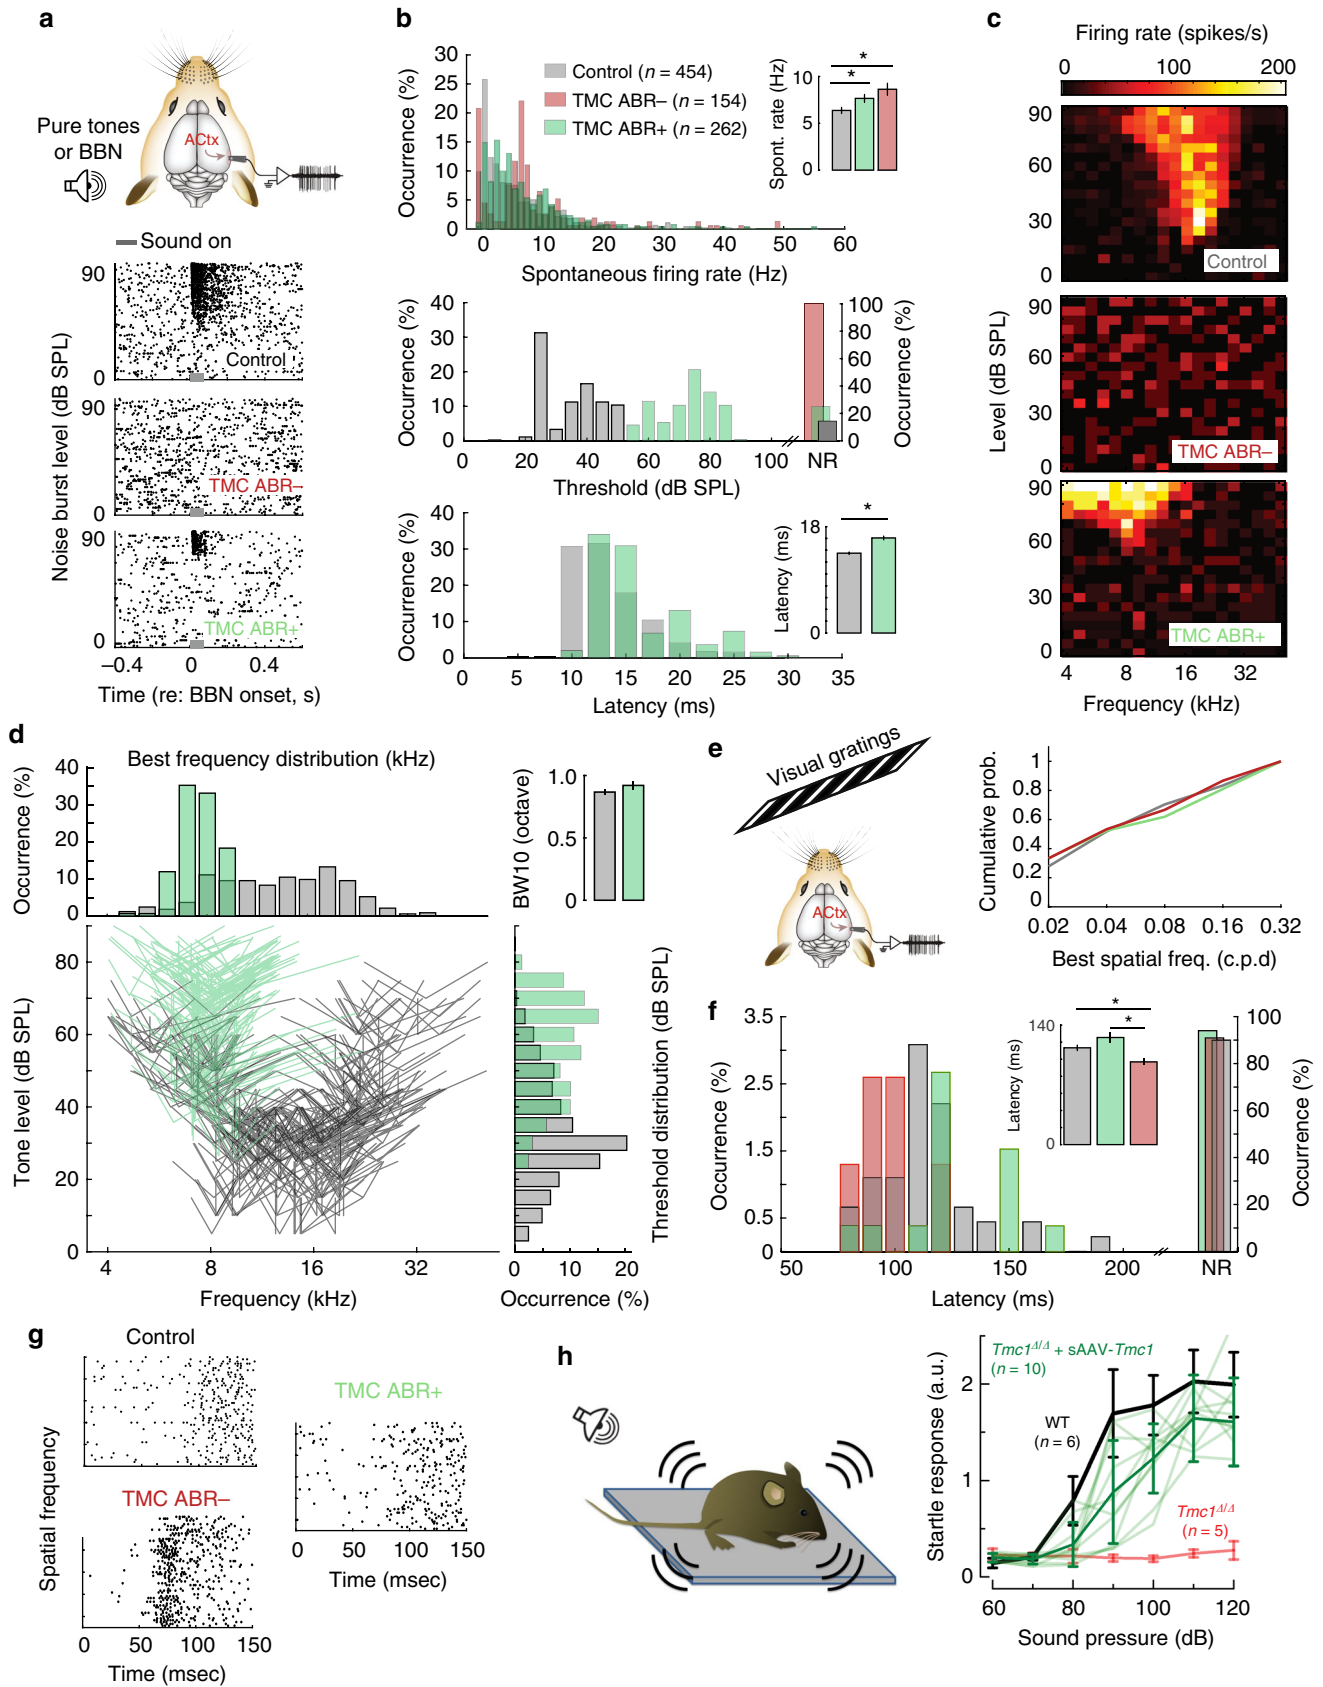 a
Pure tones
or BBN
ACtx
Sound on
Noise burst level (dB SPL)
90
Control
0
90
TMC ABR–
0
90
TMC ABR+
0
–0.4 0 0.4
Time (re: BBN onset, s)
b
Occurrence (%)
30
25
20
15
10
5
0
Control (n = 454)
TMC ABR– (n = 154)
TMC ABR+ (n = 262)
0 10 20 30 40 50 60
Spontaneous firing rate (Hz)
Spont. rate (Hz)
10
5
0
*
*
Occurrence (%)
40
30
20
10
0
0 20 40 60 80 100 NR
Threshold (dB SPL)
100
80
60
40
20
0
Occurrence (%)
Occurrence (%)
40
30
20
10
0
0 5 10 15 20 25 30 35
Latency (ms)
Latency (ms)
18
0
*
c
Firing rate (spikes/s)
0 100 200
Level (dB SPL)
90
60
30
0
Control
90
60
30
0
TMC ABR–
90
60
30
0
TMC ABR+
4 8 16 32
Frequency (kHz)
d
Best frequency distribution (kHz)
Occurrence (%)
40
30
20
10
0
4 8 16 32
BW10 (octave)
1.0
0.5
0
Tone level (dB SPL)
80
60
40
20
0
4 8 16 32
Frequency (kHz)
Threshold distribution (dB SPL)
0 10 20
Occurrence (%)
e
Visual gratings
ACtx
Cumulative prob.
1
0.8
0.6
0.4
0.2
0
0.02 0.04 0.08 0.16 0.32
Best spatial freq. (c.p.d)
f
Occurrence (%)
3.5
2.5
1.5
0.5
0
50 100 150 200 NR
Latency (ms)
Latency (ms)
140
0
*
*
100
80
60
40
20
0
Occurrence (%)
g
Spatial frequency
Control
TMC ABR–
0 50 100 150
Time (msec)
TMC ABR+
0 50 100 150
Time (msec)
h
Startle response (a.u.)
2
1
0
Tmc1Δ/Δ + sAAV-Tmc1
(n = 10)
WT
(n = 6)
Tmc1Δ/Δ
(n = 5)
60 80 100 120
Sound pressure (dB)